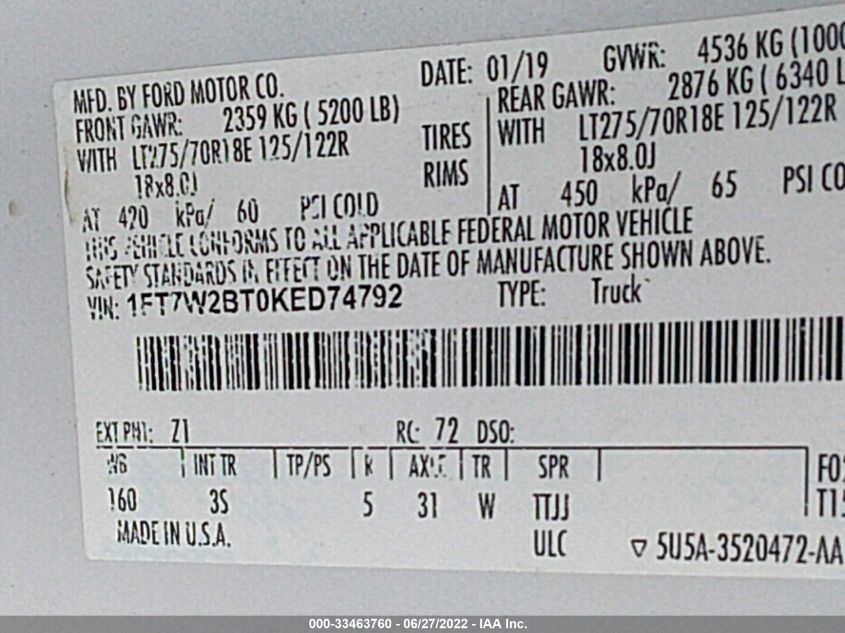 MFD. BY FORD MOTOR CO. DATE: 01/19 GVWR: 4536 KG (1000
FRONT GAWR: 2359 KG ( 5200 LB) REAR GAWR: 2876 KG ( 6340 L
WITH LT275/70R18E 125/122R TIRES WITH LT275/70R18E 125/122R
18x8.0J RIMS 18x8.0J
AT 420 kPa/ 60 PSI COLD AT 450 kPa/ 65 PSI CO
THIS VEHICLE CONFORMS TO ALL APPLICABLE FEDERAL MOTOR VEHICLE
SAFETY STANDARDS IN EFFECT ON THE DATE OF MANUFACTURE SHOWN ABOVE.
VIN: 1FT7W2BT0KED74792 TYPE: Truck
EXT PNT: Z1 RC: 72 DSO:
WB INT TR TP/PS R AXLE TR SPR F0
160 3S 5 31 W TTJJ T15
MADE IN U.S.A. ULC ▽ 5U5A-3520472-AA
000-33463760 - 06/27/2022 - IAA Inc.